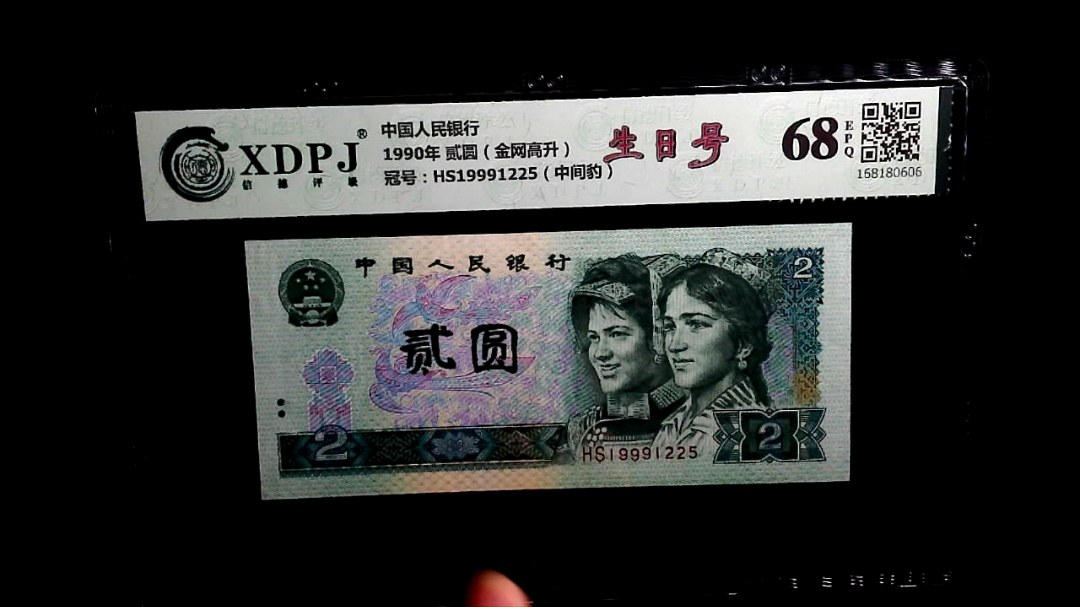 XDPJ®
信德评级
中国人民银行
1990年 贰圆（金网高升）
冠号：HS19991225（中间豹）
生日号
68 EPQ
168180606
中国人民银行
2
贰圆
2
HS19991225
2